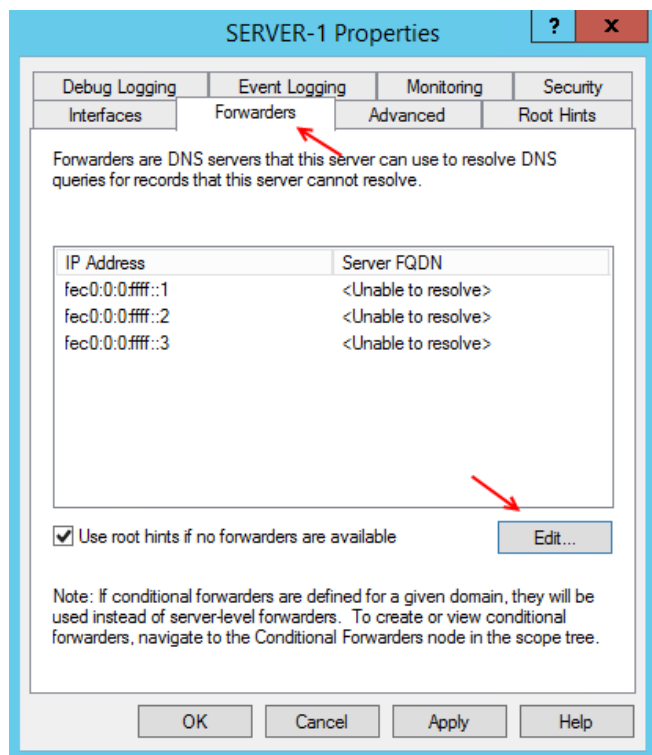 SERVER-1 Properties
?
x
Debug Logging
Event Logging
Monitoring
Security
Interfaces
Forwarders
Advanced
Root Hints
Forwarders are DNS servers that this server can use to resolve DNS
queries for records that this server cannot resolve.
IP Address Server FQDN
fec0:0:0:ffff::1 <Unable to resolve>
fec0:0:0:ffff::2 <Unable to resolve>
fec0:0:0:ffff::3 <Unable to resolve>
Use root hints if no forwarders are available
Edit...
Note: If conditional forwarders are defined for a given domain, they will be
used instead of server-level forwarders. To create or view conditional
forwarders, navigate to the Conditional Forwarders node in the scope tree.
OK
Cancel
Apply
Help